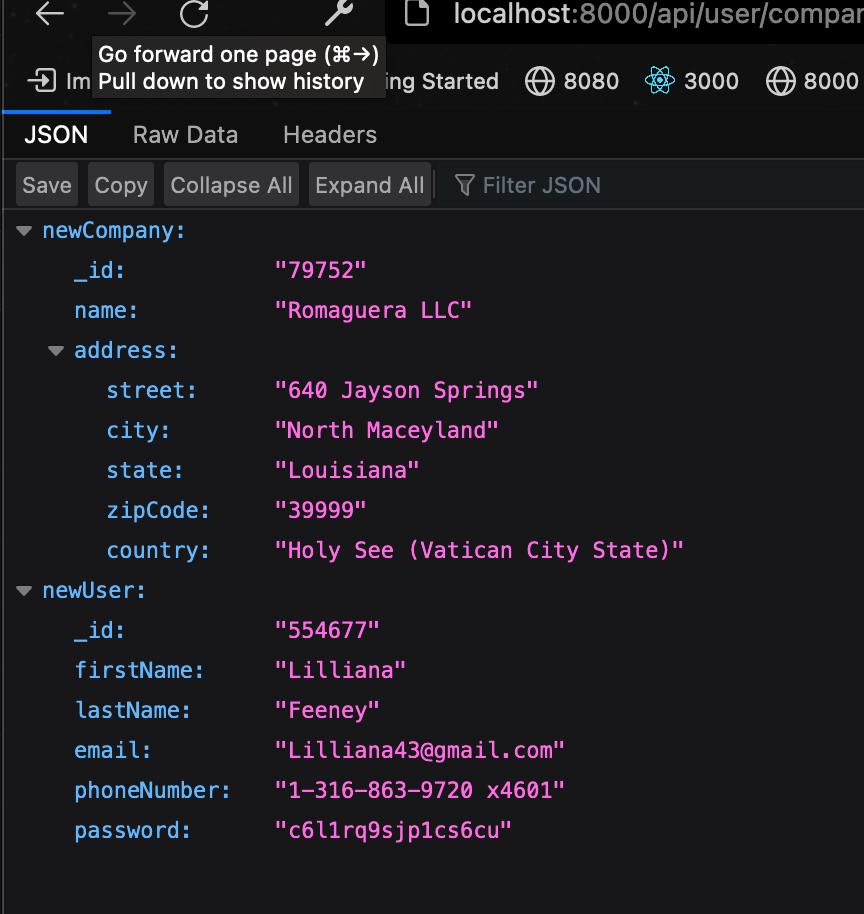 localhost:8000/api/user/compar
Go forward one page (⌘→)
Pull down to show history
Im
ing Started
8080
3000
8000
JSON
Raw Data
Headers
Save
Copy
Collapse All
Expand All
Filter JSON
newCompany:
_id: "79752"
name: "Romaguera LLC"
address:
street: "640 Jayson Springs"
city: "North Maceyland"
state: "Louisiana"
zipCode: "39999"
country: "Holy See (Vatican City State)"
newUser:
_id: "554677"
firstName: "Lilliana"
lastName: "Feeney"
email: "Lilliana43@gmail.com"
phoneNumber: "1-316-863-9720 x4601"
password: "c6l1rq9sjp1cs6cu"